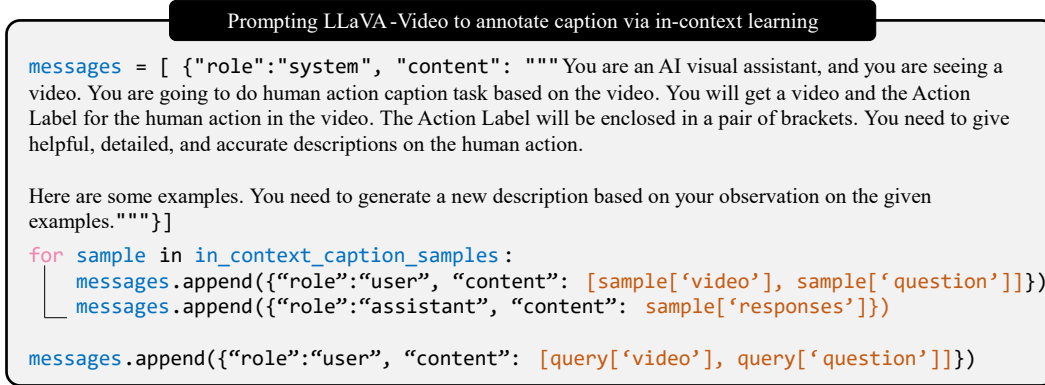 Prompting LLaVA-Video to annotate caption via in-context learning
messages = [ {"role":"system", "content": """You are an AI visual assistant, and you are seeing a
video. You are going to do human action caption task based on the video. You will get a video and the Action
Label for the human action in the video. The Action Label will be enclosed in a pair of brackets. You need to give
helpful, detailed, and accurate descriptions on the human action.
Here are some examples. You need to generate a new description based on your observation on the given
examples."""}]
for sample in in_context_caption_samples:
messages.append({“role”:“user”, “content”: [sample[‘video’], sample[‘question’]]})
messages.append({“role”:“assistant”, “content”: sample[‘responses’]})
messages.append({“role”:“user”, “content”: [query[‘video’], query[‘question’]]})